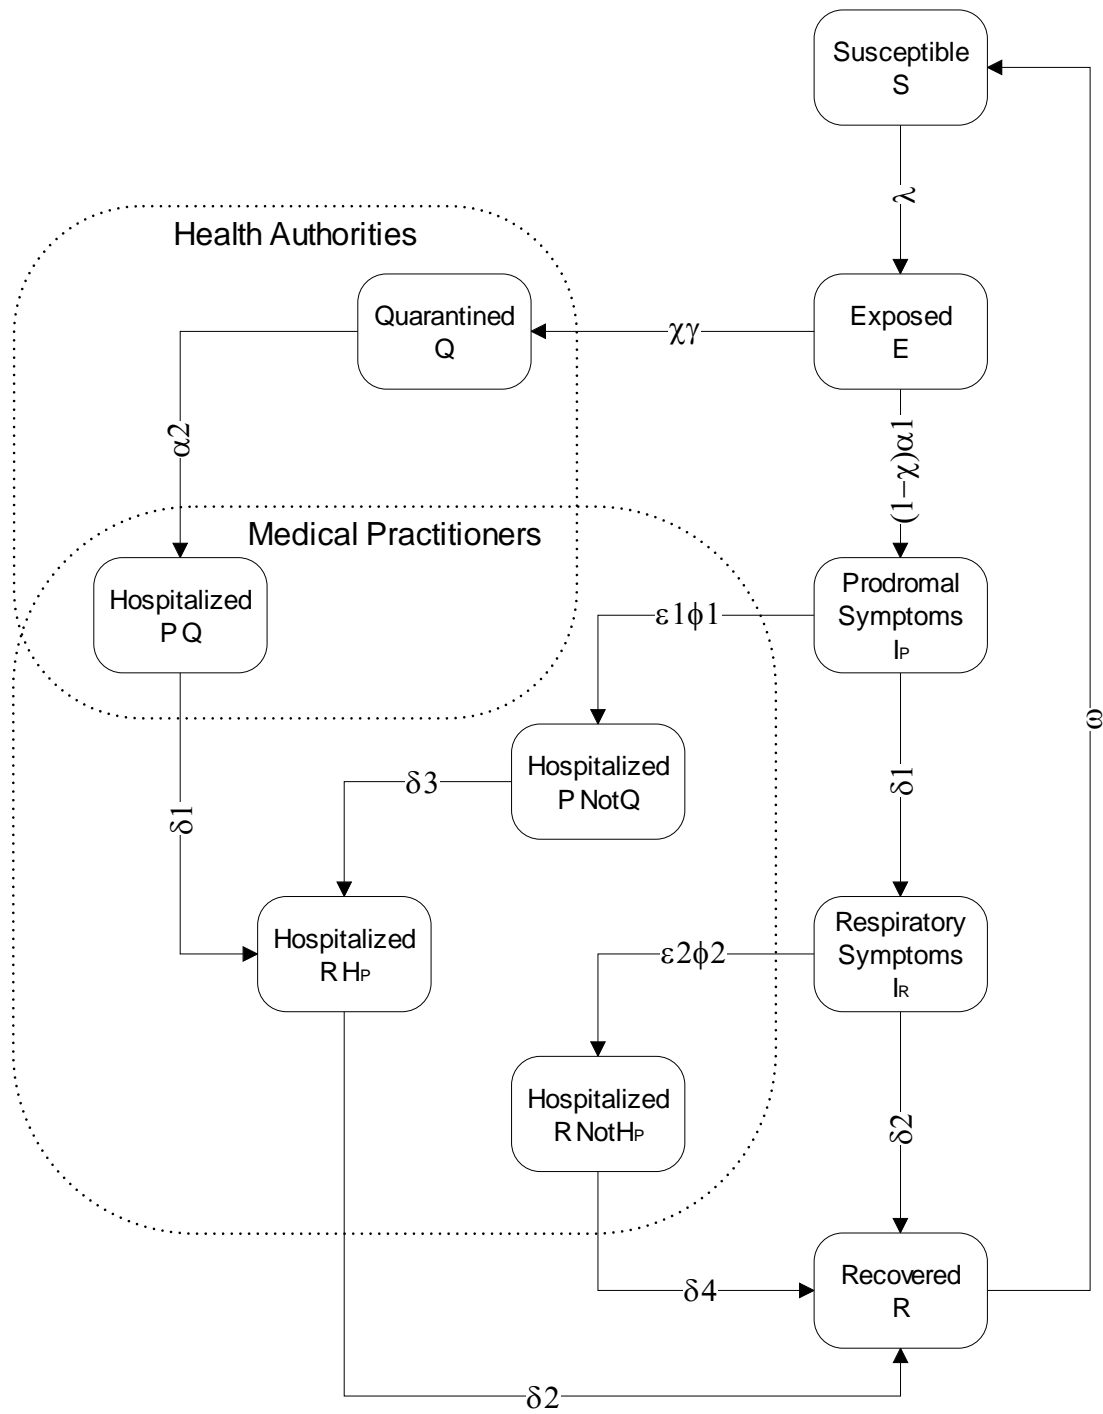 Susceptible
S
λ
Health Authorities
Quarantined
Q
χγ
Exposed
E
α2
(1−χ)α1
Medical Practitioners
Hospitalized
P Q
ε1ϕ1
Prodromal
Symptoms
IP
ω
Hospitalized
P NotQ
δ3
δ1
δ1
Hospitalized
R HP
ε2ϕ2
Respiratory
Symptoms
IR
Hospitalized
R NotHP
δ2
δ4
Recovered
R
δ2